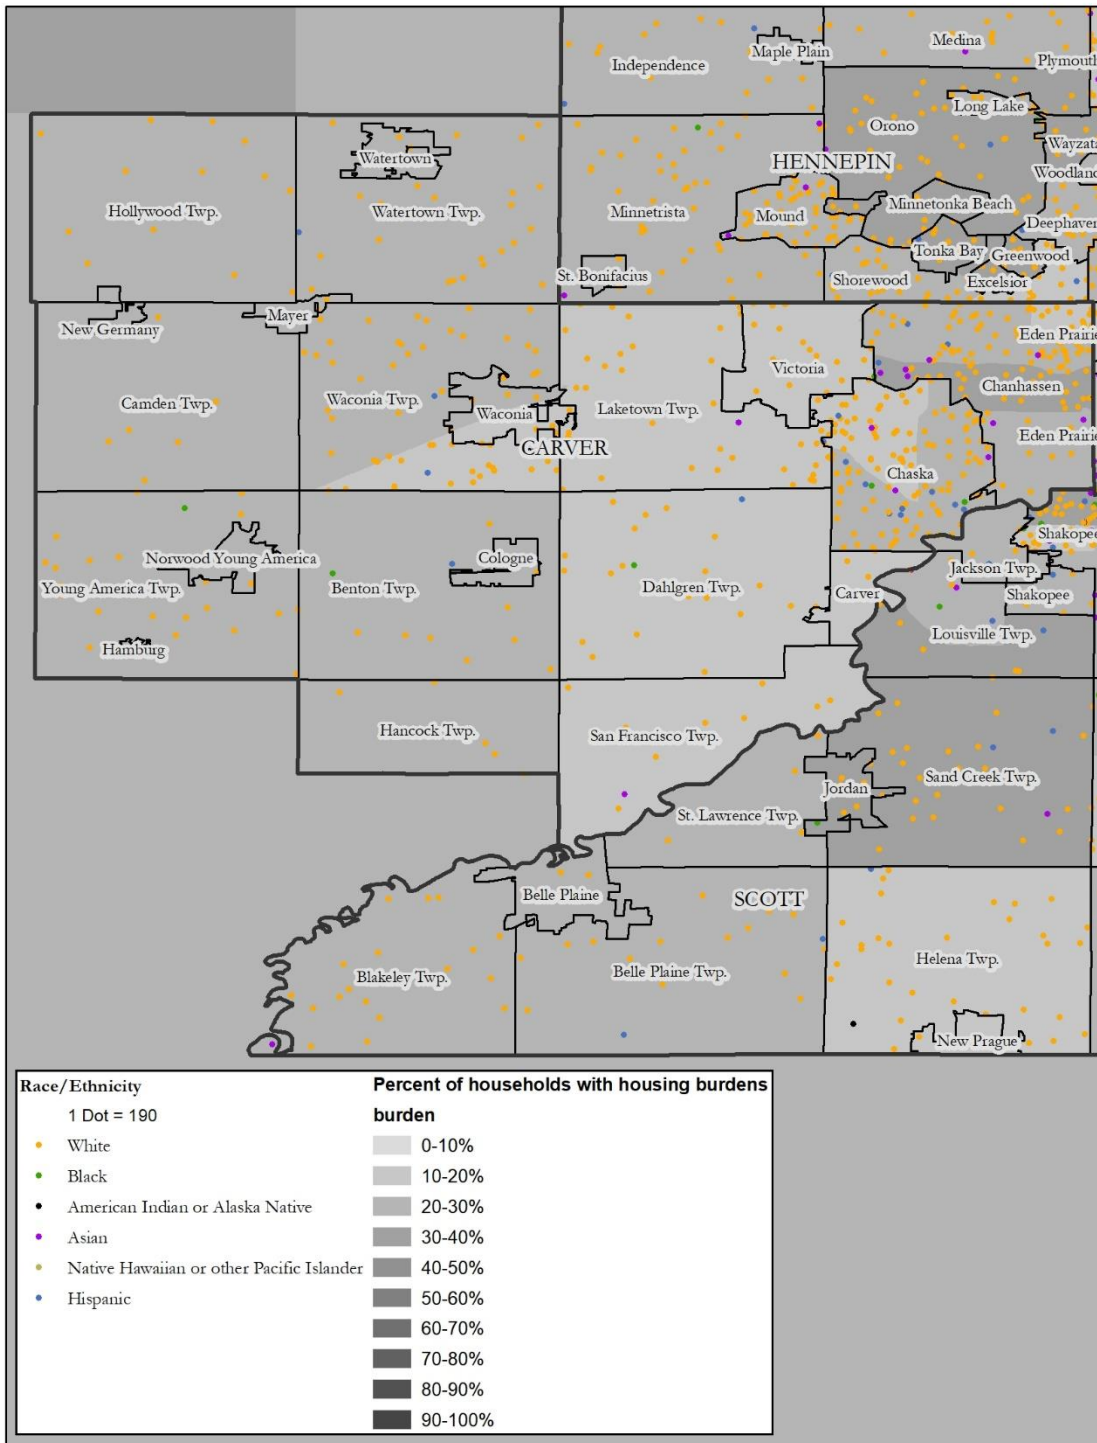 Maple Plain
Medina
Independence
Plymouth
Long Lake
Orono
Watertown
HENNEPIN
Wayzata
Woodland
Hollywood Twp.
Watertown Twp.
Minnetrista
Mound
Minnetonka Beach
Deephaven
Tonka Bay
Greenwood
St. Bonifacius
Shorewood
Excelsior
New Germany
Mayer
Eden Prairie
Victoria
Chanhassen
Camden Twp.
Waconia Twp.
Waconia
Laketown Twp.
CARVER
Eden Prairie
Chaska
Shakopee
Norwood Young America
Cologne
Young America Twp.
Benton Twp.
Dahlgren Twp.
Carver
Jackson Twp.
Shakopee
Hamburg
Louisville Twp.
Hancock Twp.
San Francisco Twp.
Sand Creek Twp.
Jordan
St. Lawrence Twp.
Belle Plaine
SCOTT
Blakeley Twp.
Belle Plaine Twp.
Helena Twp.
New Prague
Race/Ethnicity
1 Dot = 190
White
Black
American Indian or Alaska Native
Asian
Native Hawaiian or other Pacific Islander
Hispanic
Percent of households with housing burdens
burden
0-10%
10-20%
20-30%
30-40%
40-50%
50-60%
60-70%
70-80%
80-90%
90-100%